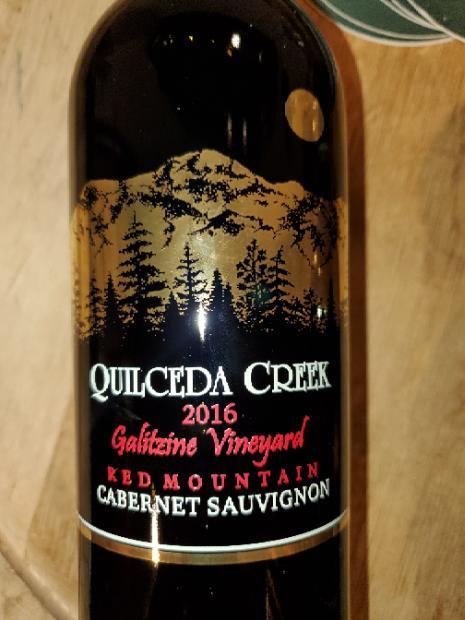 QUILCEDA CREEK
2016
Galitzine Vineyard
RED MOUNTAIN
CABERNET SAUVIGNON